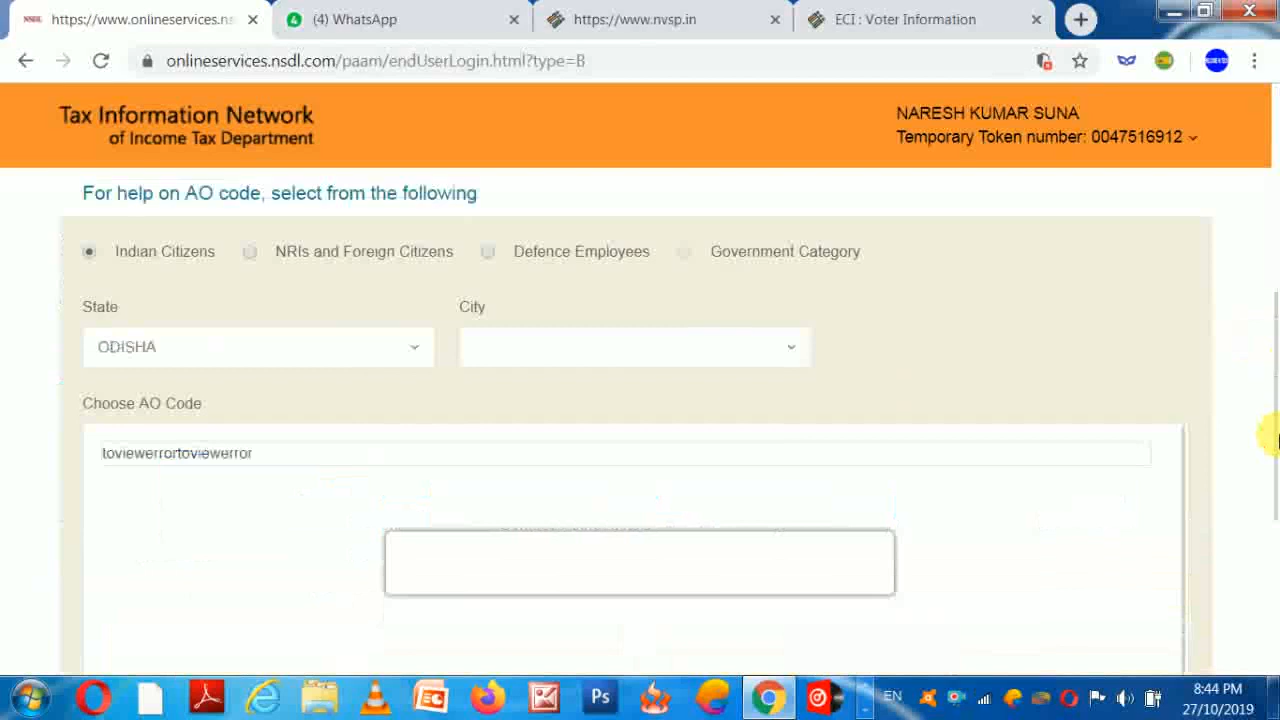 https://www.onlineservices.ns
(4) WhatsApp
https://www.nvsp.in
ECI : Voter Information
onlineservices.nsdl.com/paam/endUserLogin.html?type=B
Tax Information Network
of Income Tax Department
NARESH KUMAR SUNA
Temporary Token number: 0047516912
For help on AO code, select from the following
Indian Citizens
NRIs and Foreign Citizens
Defence Employees
Government Category
State
City
ODISHA
Choose AO Code
toviewerrortoviewerror
EN
8:44 PM
27/10/2019